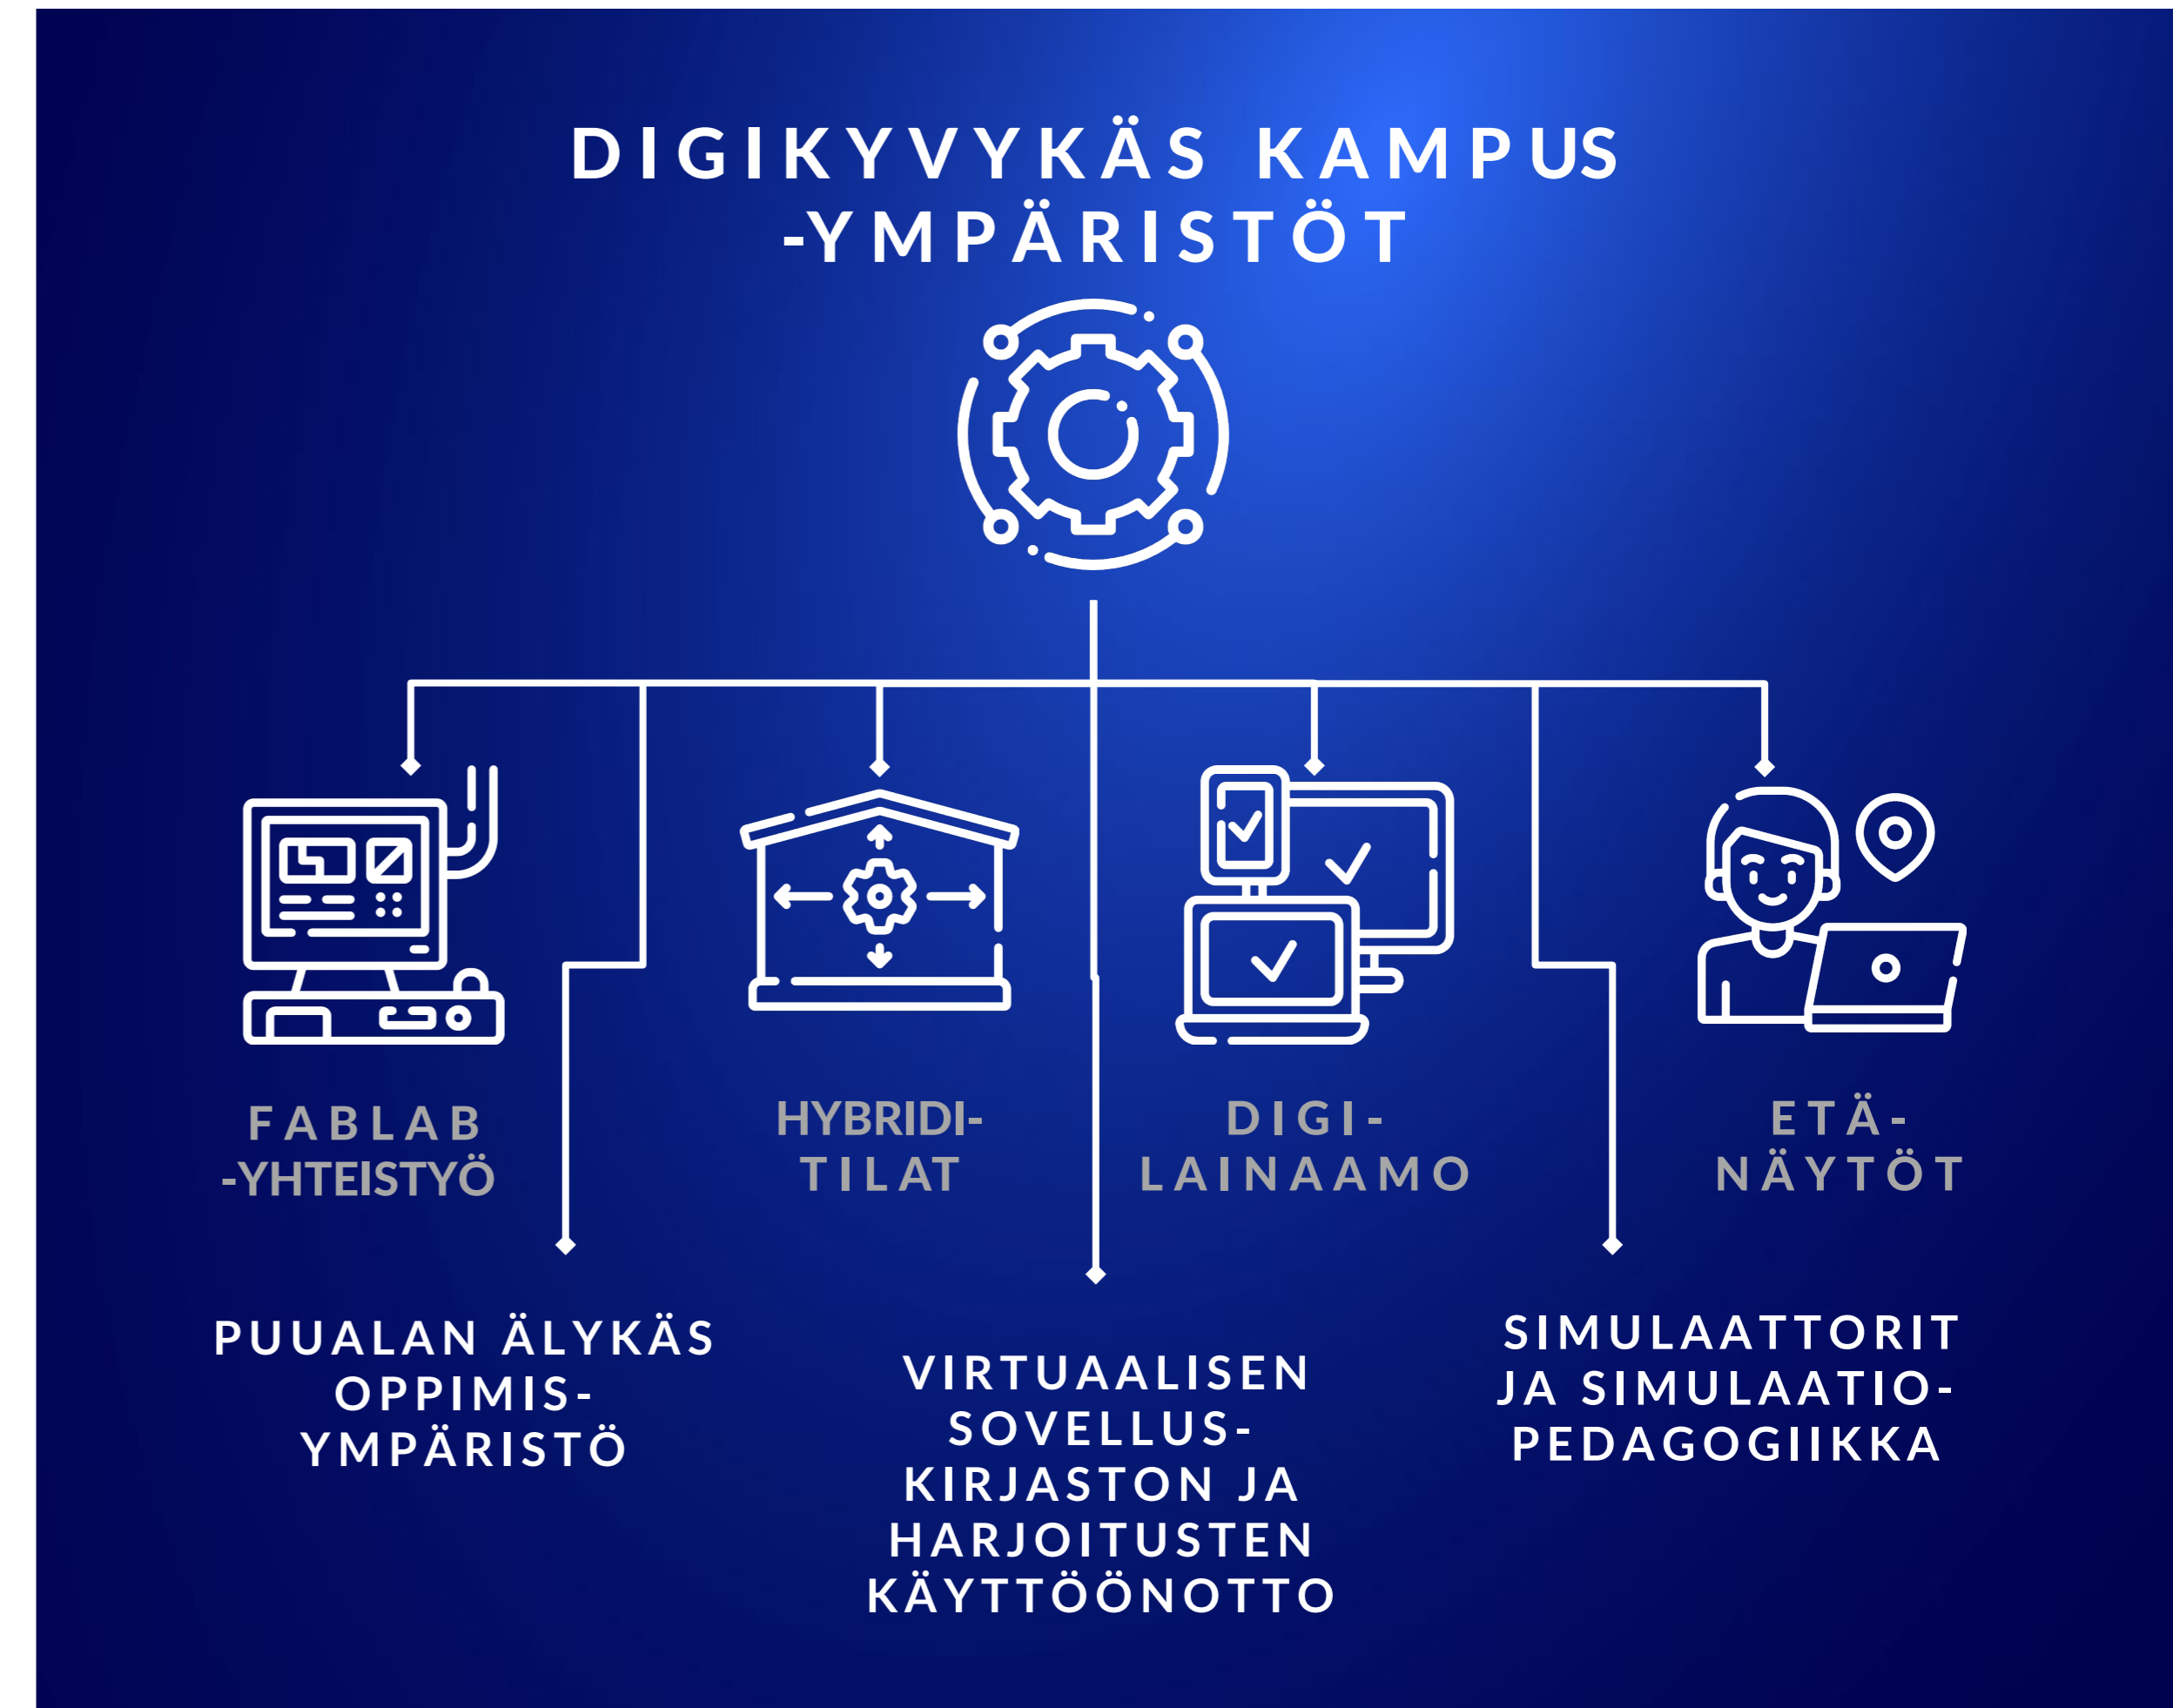 DIGIKYVYKÄS KAMPUS
-YMPÄRISTÖT
FABLAB
-YHTEISTYÖ
HYBRIDI-
TILAT
DIGI-
LAINAAMO
ETÄ-
NÄYTÖT
PUUALAN ÄLYKÄS
OPPIMIS-
YMPÄRISTÖ
VIRTUAALISEN
SOVELLUS-
KIRJASTON JA
HARJOITUSTEN
KÄYTTÖÖNOTTO
SIMULAATTORIT
JA SIMULAATIO-
PEDAGOGIIKKA